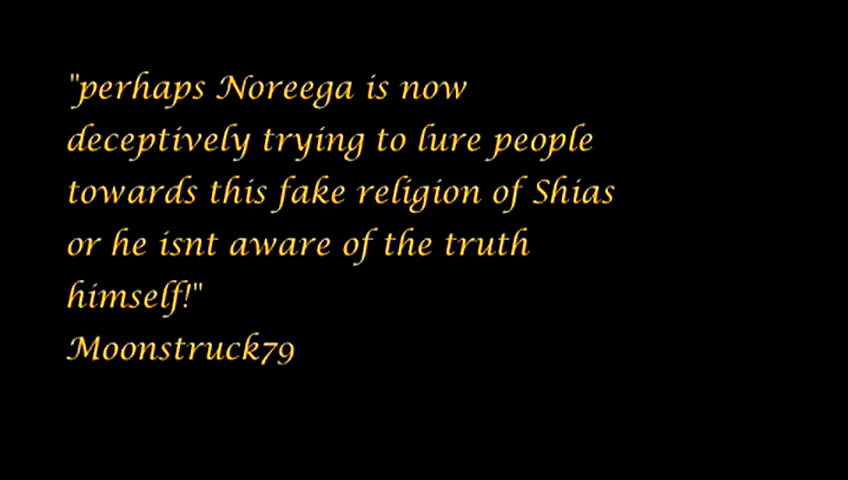 "perhaps Noreega is now
deceptively trying to lure people
towards this fake religion of Shias
or he isnt aware of the truth
himself!"
Moonstruck79